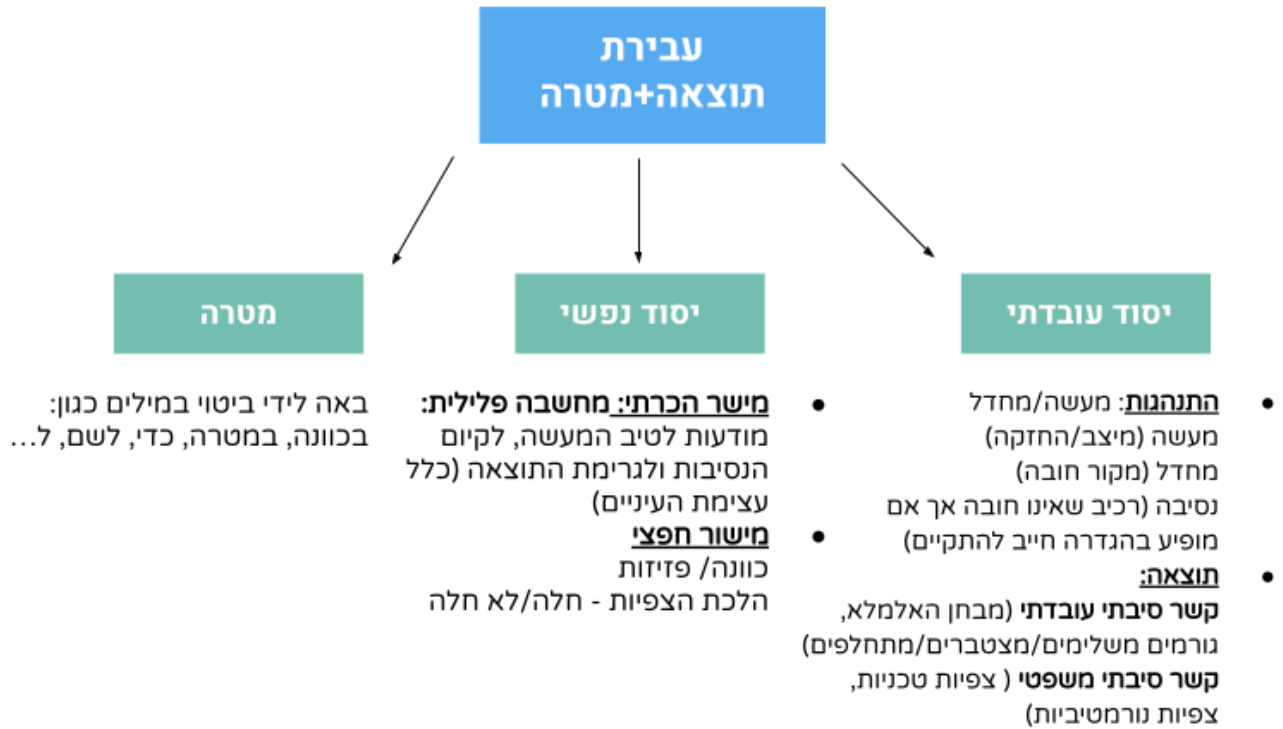 עבירת
תוצאה+מטרה
יסוד עובדתי
● התנהגות: מעשה/מחדל
מעשה (מיצב/החזקה)
מחדל (מקור חובה)
נסיבה (רכיב שאינו חובה אך אם
מופיע בהגדרה חייב להתקיים)
● תוצאה:
קשר סיבתי עובדתי (מבחן האלמלא,
גורמים משלימים/מצטברים/מתחלפים)
קשר סיבתי משפטי ( צפיות טכניות,
צפיות נורמטיביות)
יסוד נפשי
● מישר הכרתי: מחשבה פלילית:
מודעות לטיב המעשה, לקיום
הנסיבות ולגרימת התוצאה (כלל
עצימת העיניים)
● מישור חפצי
כוונה/ פזיזות
הלכת הצפיות - חלה/לא חלה
מטרה
באה לידי ביטוי במילים כגון:
בכוונה, במטרה, כדי, לשם, ל...